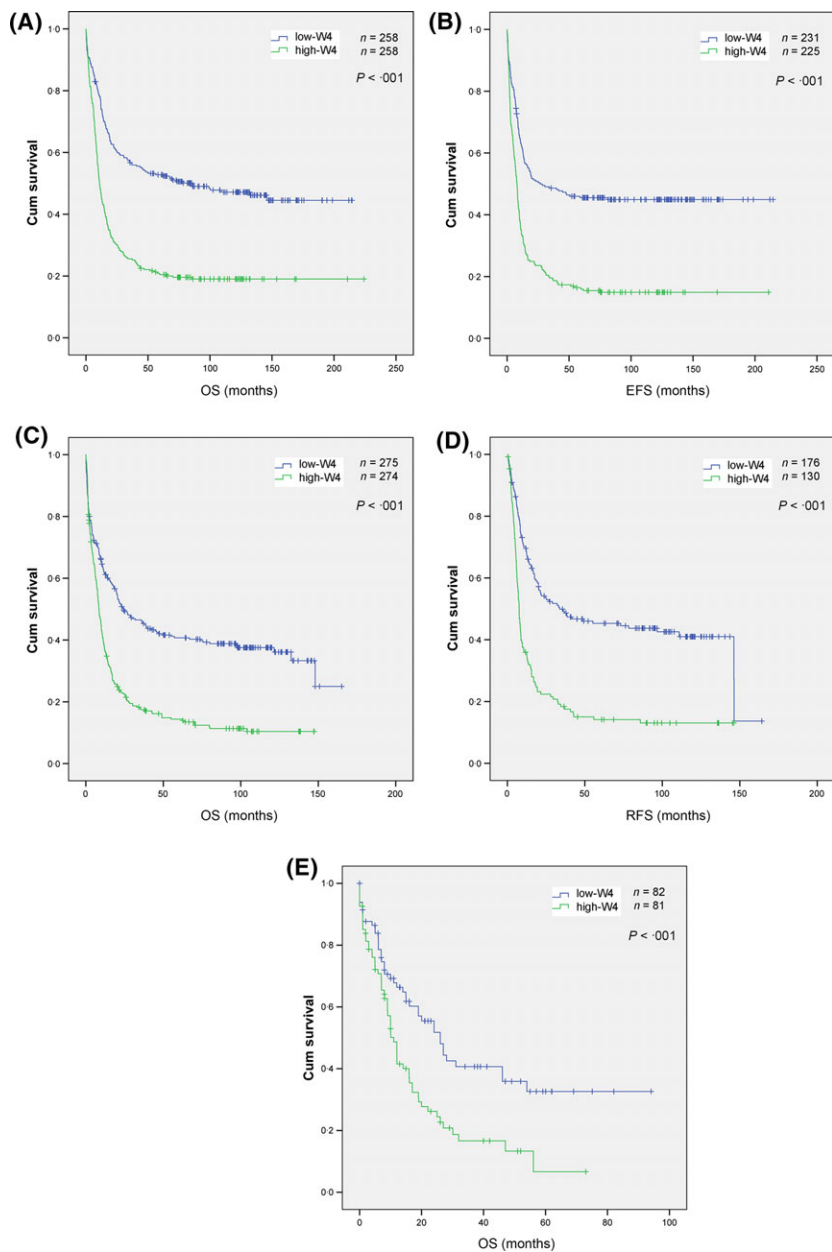 (A)
low-W4 n = 258
high-W4 n = 258
P < ·001
Cum survival
1·0
0·8
0·6
0·4
0·2
0·0
0 50 100 150 200 250
OS (months)
(B)
low-W4 n = 231
high-W4 n = 225
P < ·001
Cum survival
1·0
0·8
0·6
0·4
0·2
0·0
0 50 100 150 200 250
EFS (months)
(C)
low-W4 n = 275
high-W4 n = 274
P < ·001
Cum survival
1·0
0·8
0·6
0·4
0·2
0·0
0 50 100 150 200
OS (months)
(D)
low-W4 n = 176
high-W4 n = 130
P < ·001
Cum survival
1·0
0·8
0·6
0·4
0·2
0·0
0 50 100 150 200
RFS (months)
(E)
low-W4 n = 82
high-W4 n = 81
P < ·001
Cum survival
1·0
0·8
0·6
0·4
0·2
0·0
0 20 40 60 80 100
OS (months)